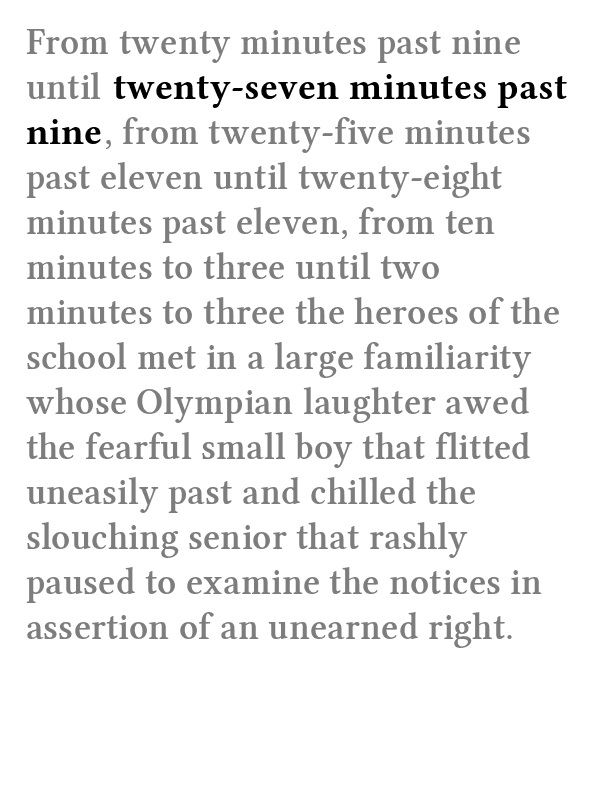 From twenty minutes past nine
until twenty-seven minutes past
nine, from twenty-five minutes
past eleven until twenty-eight
minutes past eleven, from ten
minutes to three until two
minutes to three the heroes of the
school met in a large familiarity
whose Olympian laughter awed
the fearful small boy that flitted
uneasily past and chilled the
slouching senior that rashly
paused to examine the notices in
assertion of an unearned right.